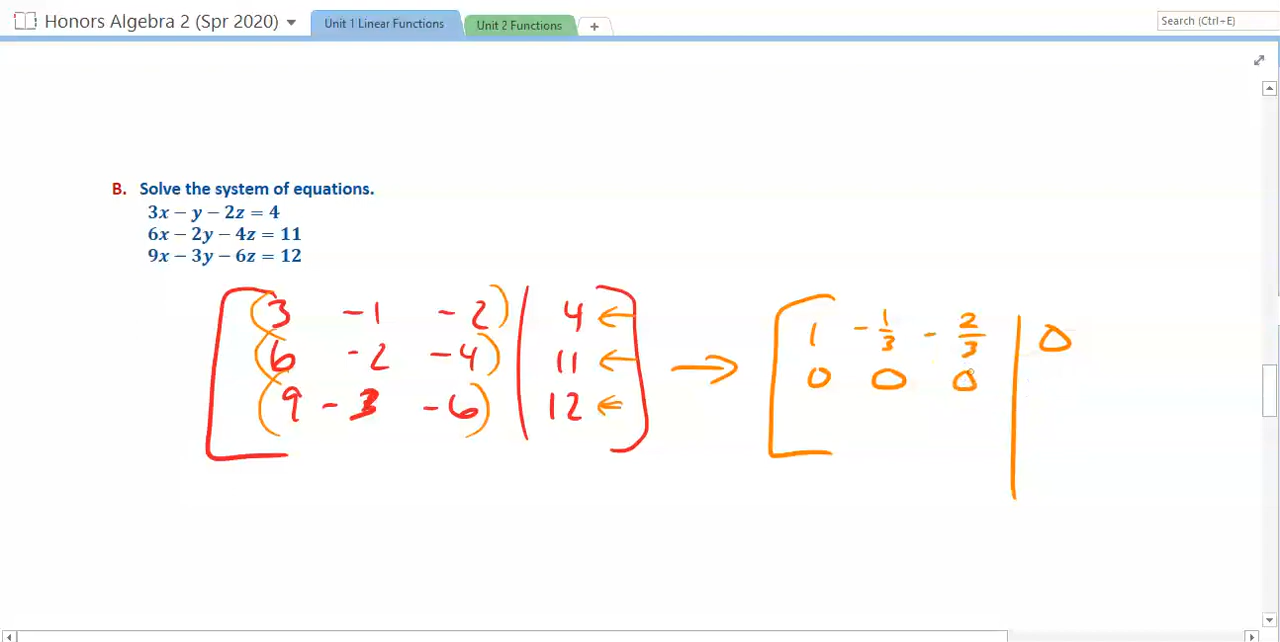 Honors Algebra 2 (Spr 2020) Unit 1 Linear Functions Unit 2 Functions + Search (Ctrl+E)
B. Solve the system of equations.
3x − y − 2z = 4
6x − 2y − 4z = 11
9x − 3y − 6z = 12
(3 -1 -2) | 4 ←
(6 -2 -4) | 11 ←
(9 -3 -6) | 12 ←
→
1 -1/3 -2/3 | 0
0 0 0